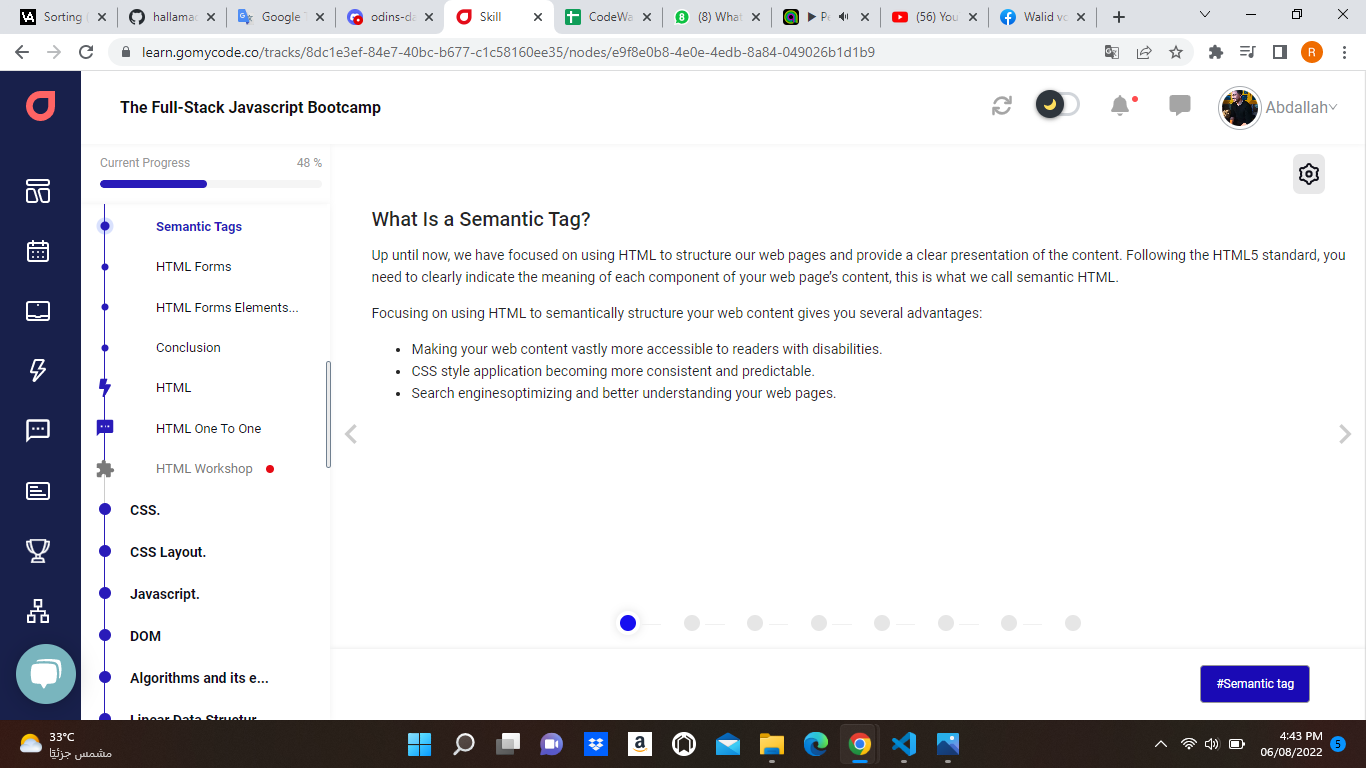 Sorting
hallama
Google
odins-da
Skill
CodeWa
(8) What
(56) You
Walid vo
learn.gomycode.co/tracks/8dc1e3ef-84e7-40bc-b677-c1c58160ee35/nodes/e9f8e0b8-4e0e-4edb-8a84-049026b1d1b9
R
The Full-Stack Javascript Bootcamp
Abdallah
Current Progress
48 %
Semantic Tags
HTML Forms
HTML Forms Elements...
Conclusion
HTML
HTML One To One
HTML Workshop
CSS.
CSS Layout.
Javascript.
DOM
Algorithms and its e...
Linear Data Structur
What Is a Semantic Tag?
Up until now, we have focused on using HTML to structure our web pages and provide a clear presentation of the content. Following the HTML5 standard, you
need to clearly indicate the meaning of each component of your web page’s content, this is what we call semantic HTML.
Focusing on using HTML to semantically structure your web content gives you several advantages:
Making your web content vastly more accessible to readers with disabilities.
CSS style application becoming more consistent and predictable.
Search enginesoptimizing and better understanding your web pages.
#Semantic tag
33°C
مشمس جزئيًا
4:43 PM
06/08/2022
5